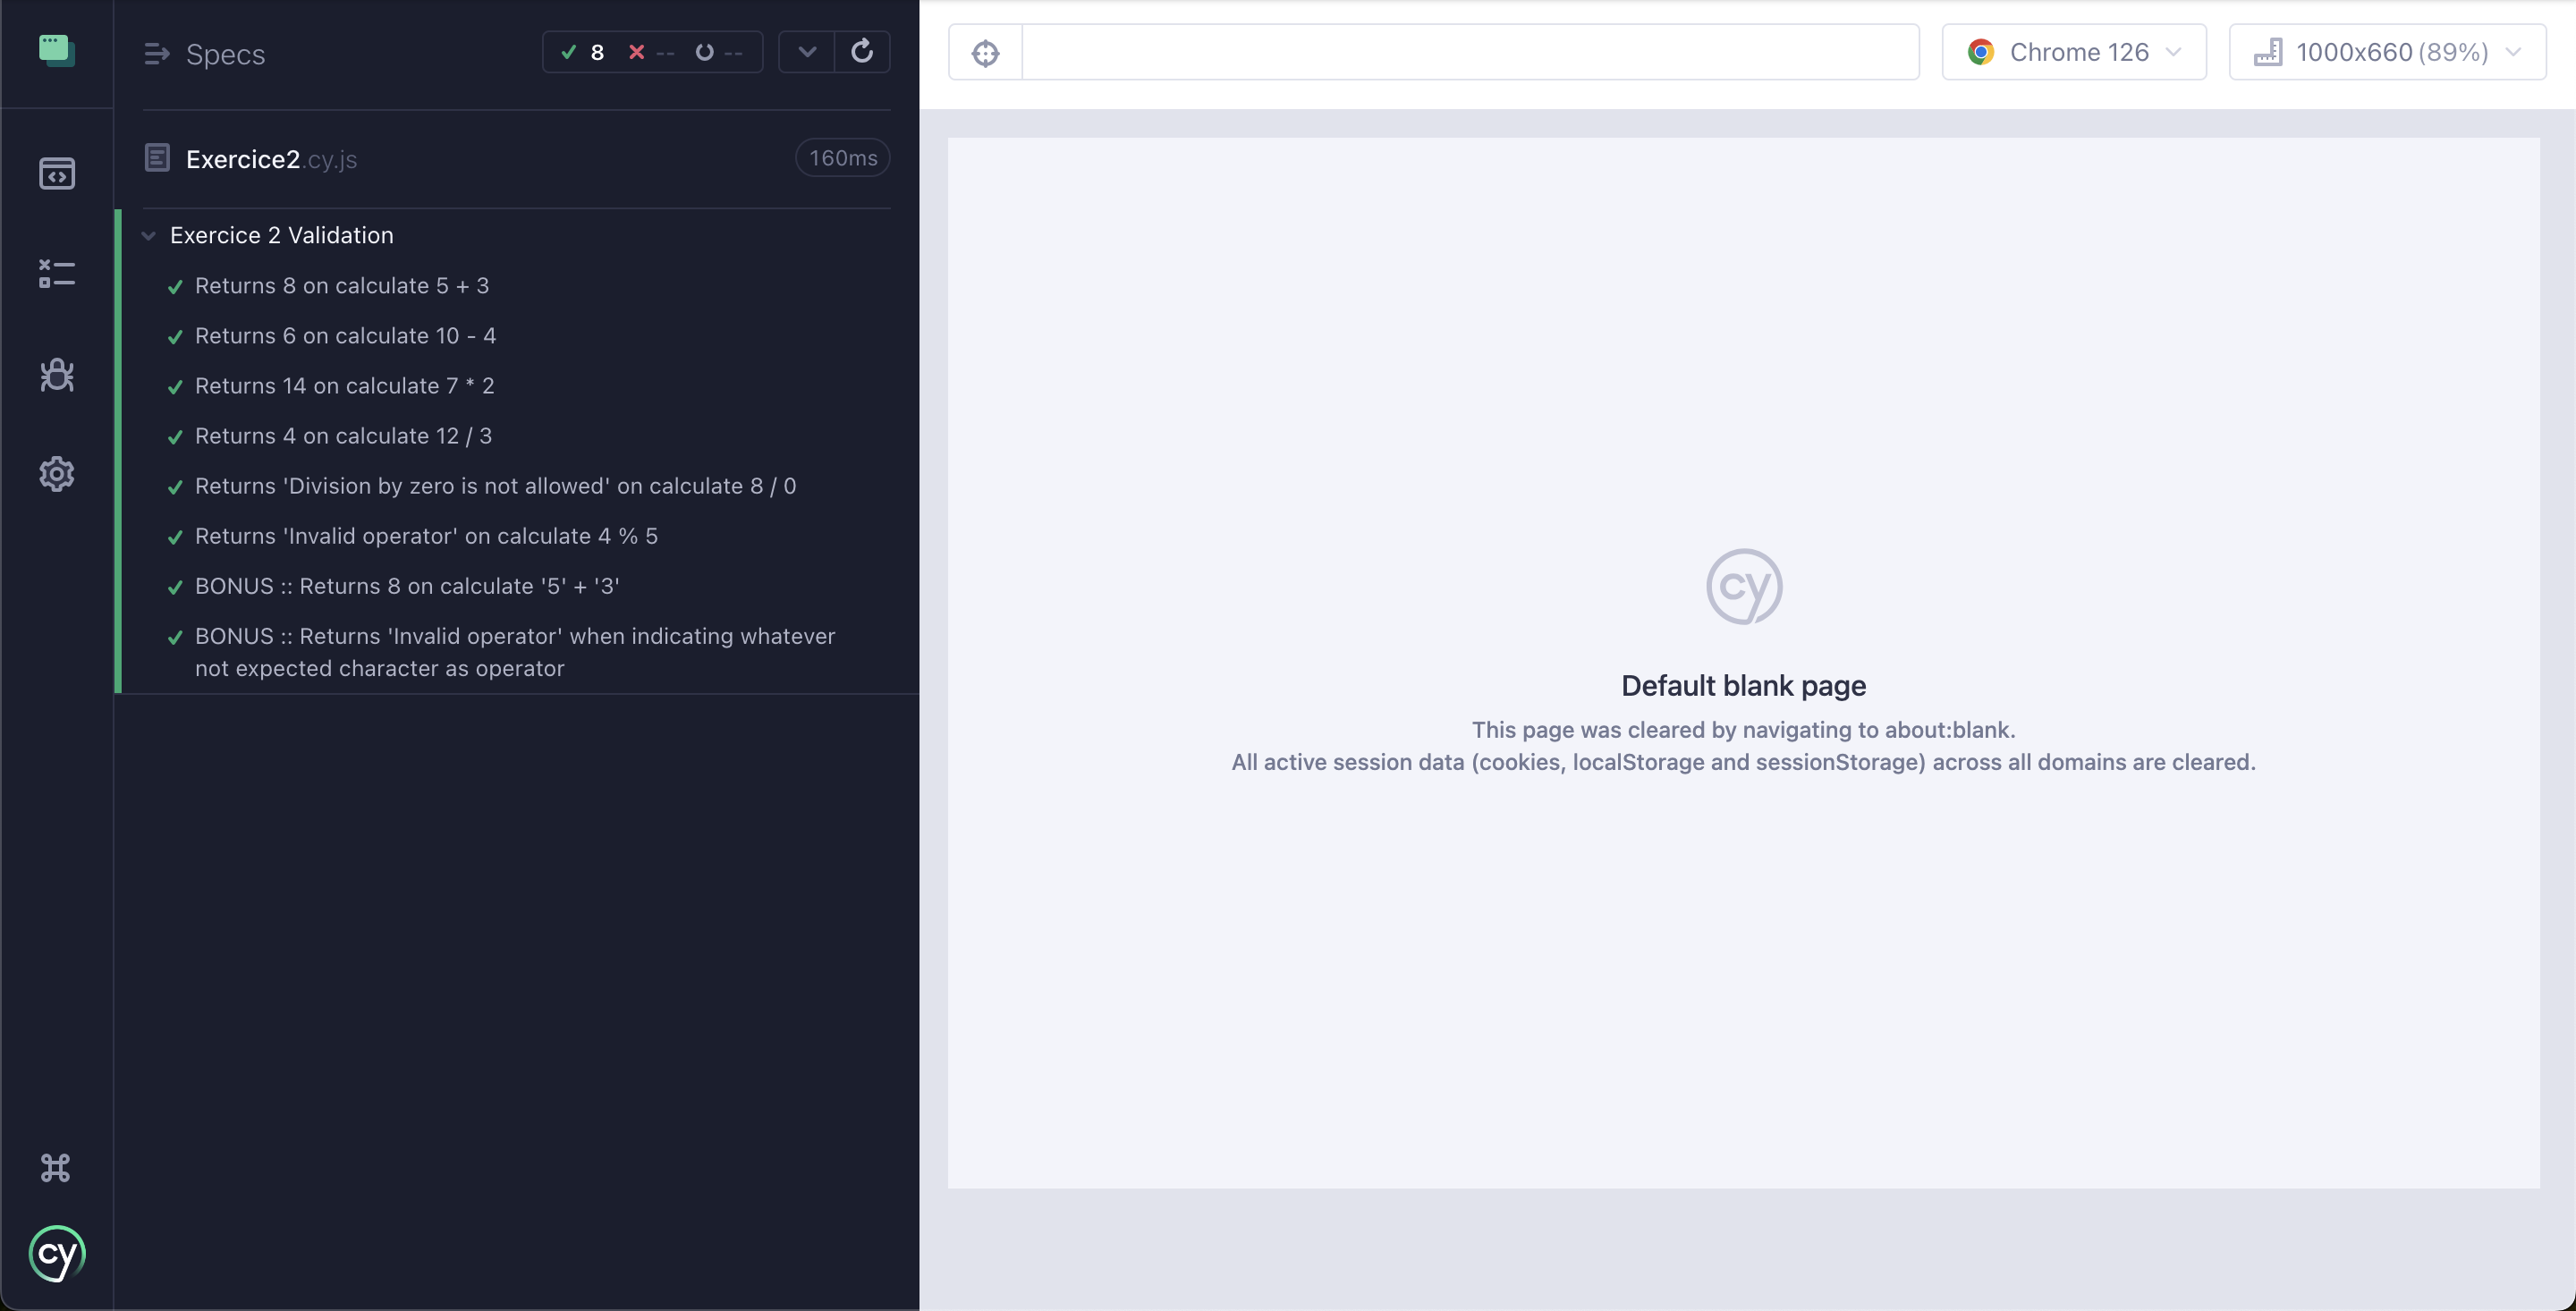 Specs
8 -- --
Exercice2.cy.js
160ms
Exercice 2 Validation
Returns 8 on calculate 5 + 3
Returns 6 on calculate 10 - 4
Returns 14 on calculate 7 * 2
Returns 4 on calculate 12 / 3
Returns 'Division by zero is not allowed' on calculate 8 / 0
Returns 'Invalid operator' on calculate 4 % 5
BONUS :: Returns 8 on calculate '5' + '3'
BONUS :: Returns 'Invalid operator' when indicating whatever
not expected character as operator
cy
Chrome 126
1000x660 (89%)
cy
Default blank page
This page was cleared by navigating to about:blank.
All active session data (cookies, localStorage and sessionStorage) across all domains are cleared.